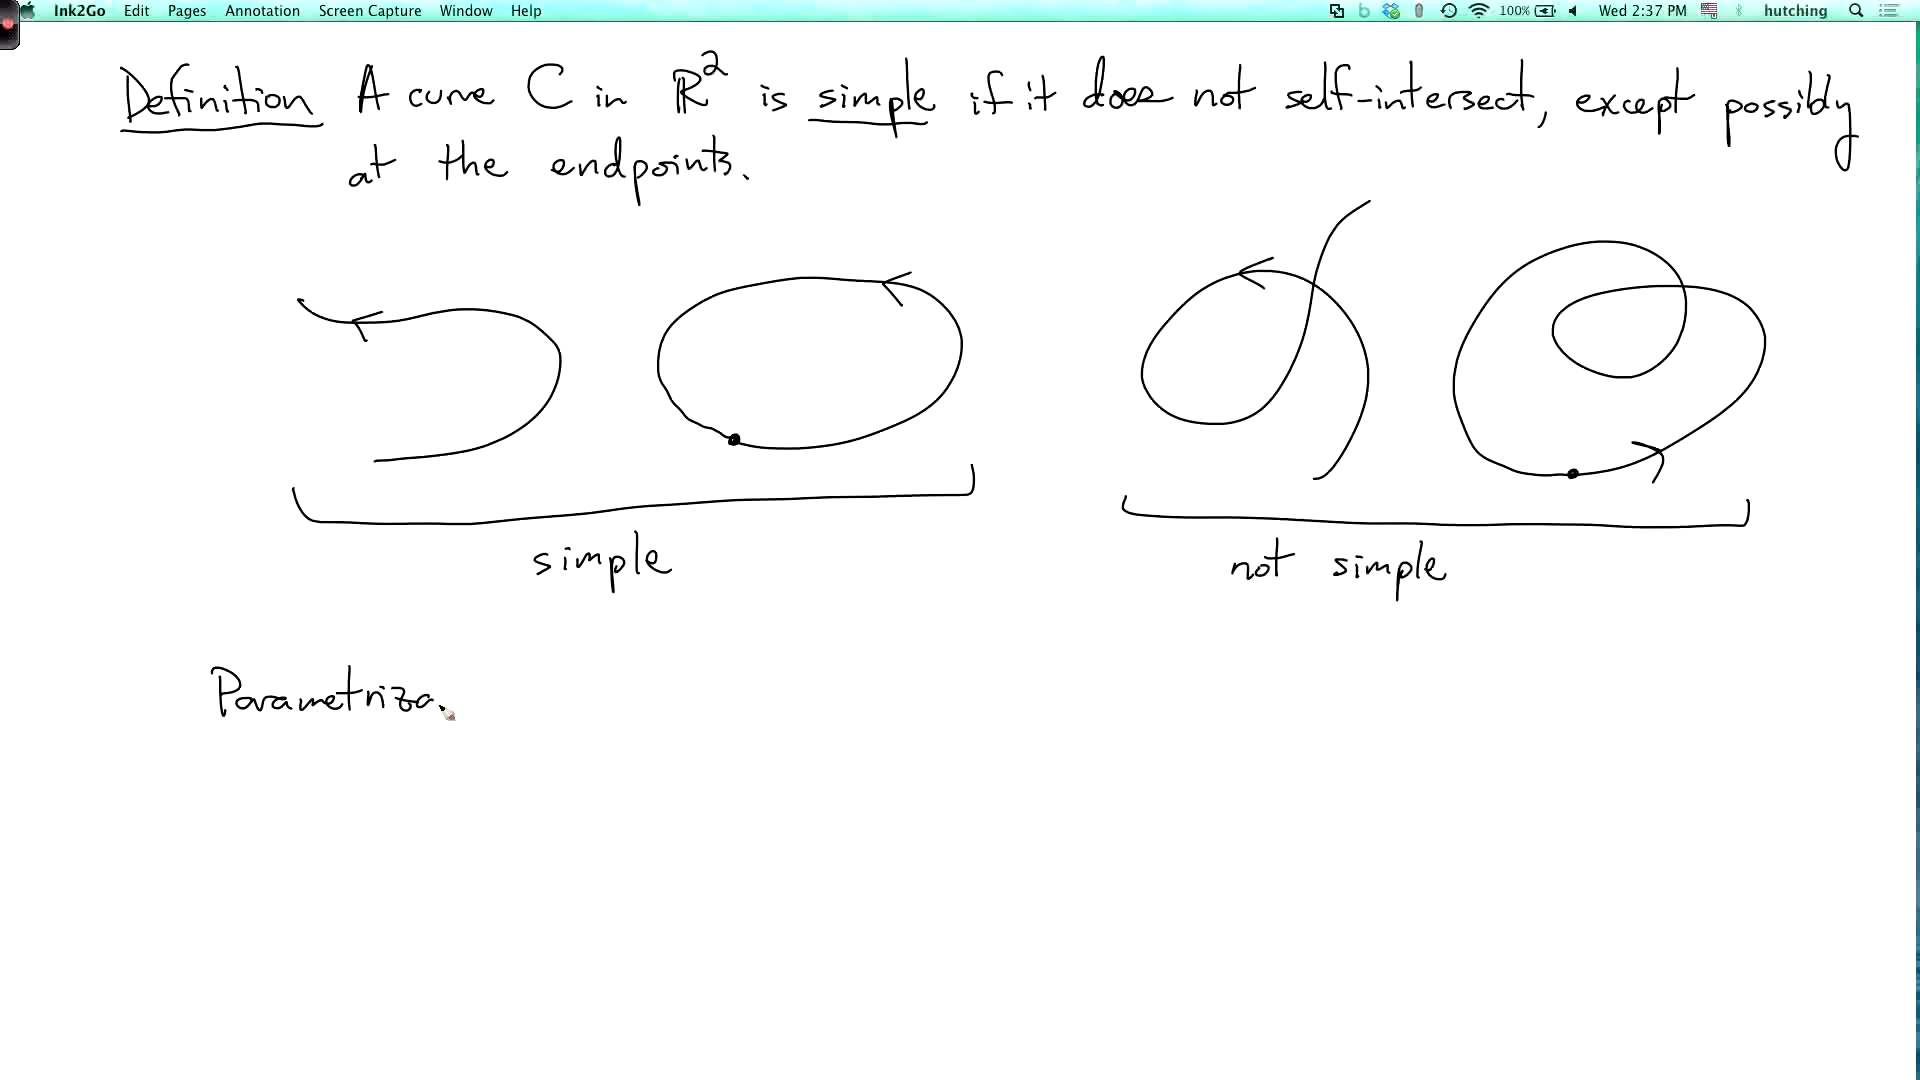 Ink2Go Edit Pages Annotation Screen Capture Window Help 100% Wed 2:37 PM hutching
Definition A curve C in ℝ² is simple if it does not self-intersect, except possibly
at the endpoints.
simple
not simple
Parametriza